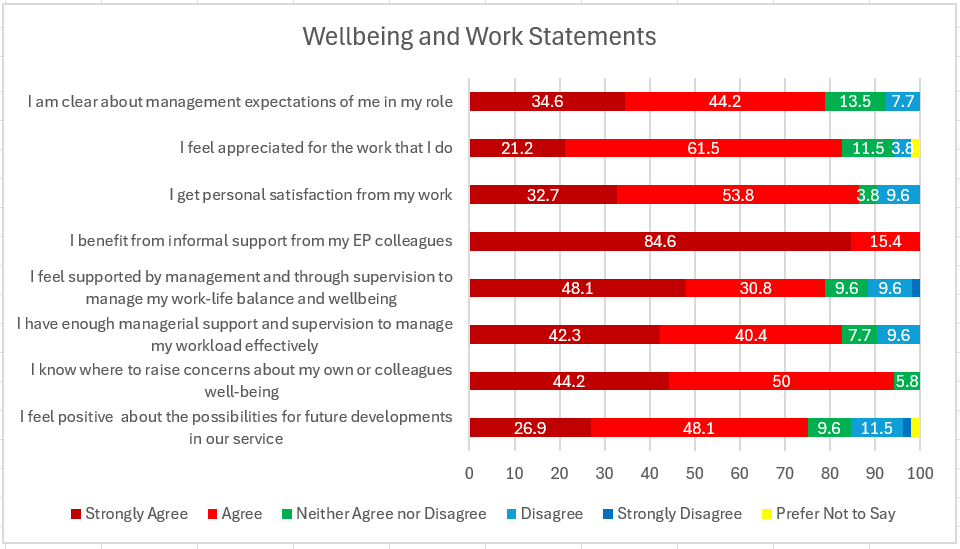 Wellbeing and Work Statements
I am clear about management expectations of me in my role
34.6 44.2 13.5 7.7
I feel appreciated for the work that I do
21.2 61.5 11.5 3.8
I get personal satisfaction from my work
32.7 53.8 3.8 9.6
I benefit from informal support from my EP colleagues
84.6 15.4
I feel supported by management and through supervision to
manage my work-life balance and wellbeing
48.1 30.8 9.6 9.6
I have enough managerial support and supervision to manage
my workload effectively
42.3 40.4 7.7 9.6
I know where to raise concerns about my own or colleagues
well-being
44.2 50 5.8
I feel positive  about the possibilities for future developments
in our service
26.9 48.1 9.6 11.5
0 10 20 30 40 50 60 70 80 90 100
Strongly Agree Agree Neither Agree nor Disagree Disagree Strongly Disagree Prefer Not to Say